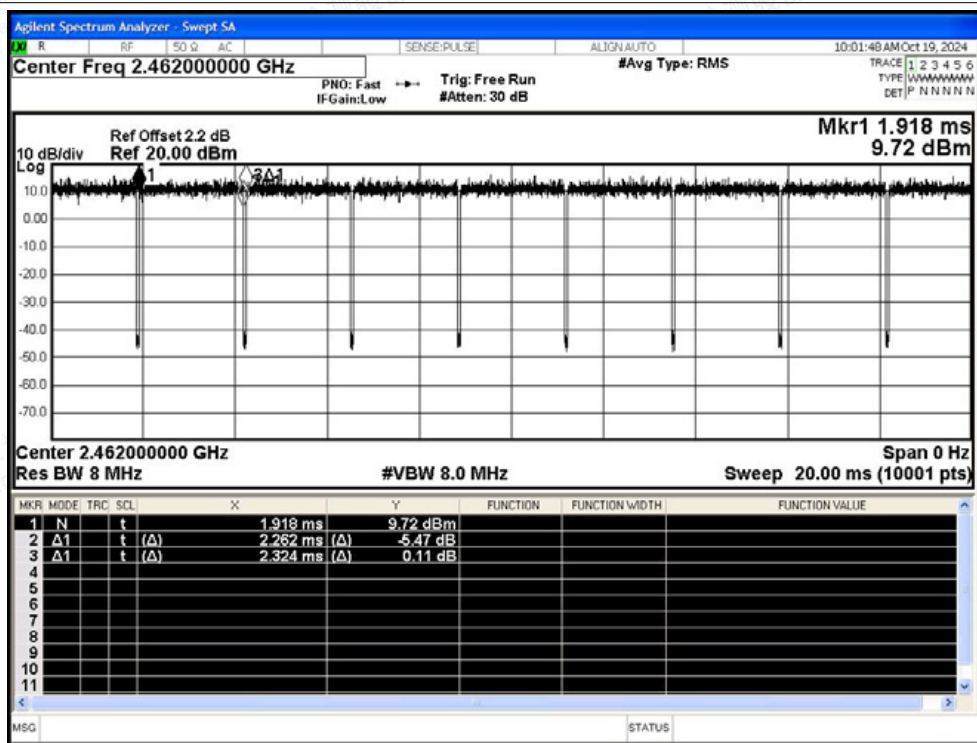 Agilent Spectrum Analyzer - Swept SA
R RF 50 Ω AC SENSE:PULSE ALIGN AUTO 10:01:48 AM Oct 19, 2024
Center Freq 2.462000000 GHz #Avg Type: RMS TRACE 1 2 3 4 5 6
PNO: Fast Trig: Free Run TYPE WWWWWW
IFGain:Low #Atten: 30 dB DET P N N N N N
Mkr1 1.918 ms
Ref Offset 2.2 dB
10 dB/div Ref 20.00 dBm 9.72 dBm
Log
1 3Δ1
10.0
0.00
-10.0
-20.0
-30.0
-40.0
-50.0
-60.0
-70.0
Center 2.462000000 GHz Span 0 Hz
Res BW 8 MHz #VBW 8.0 MHz Sweep 20.00 ms (10001 pts)
MKR MODE TRC SCL X Y FUNCTION FUNCTION WIDTH FUNCTION VALUE
1 N t 1.918 ms 9.72 dBm
2 Δ1 t (Δ) 2.262 ms (Δ) -5.47 dB
3 Δ1 t (Δ) 2.324 ms (Δ) 0.11 dB
4
5
6
7
8
9
10
11
MSG STATUS